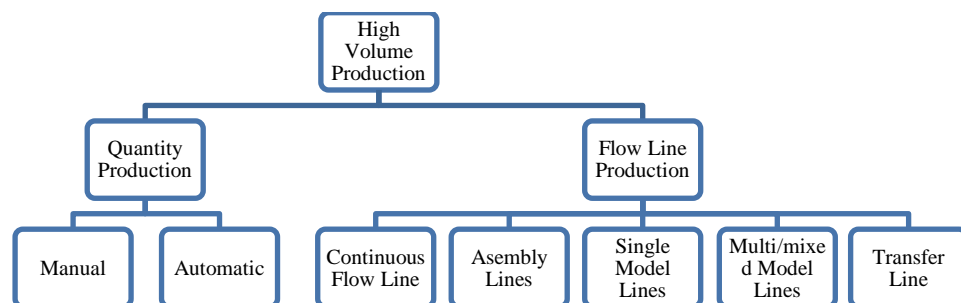 High
Volume
Production
Quantity
Production
Flow Line
Production
Manual
Automatic
Continuous
Flow Line
Asembly
Lines
Single
Model
Lines
Multi/mixe
d Model
Lines
Transfer
Line